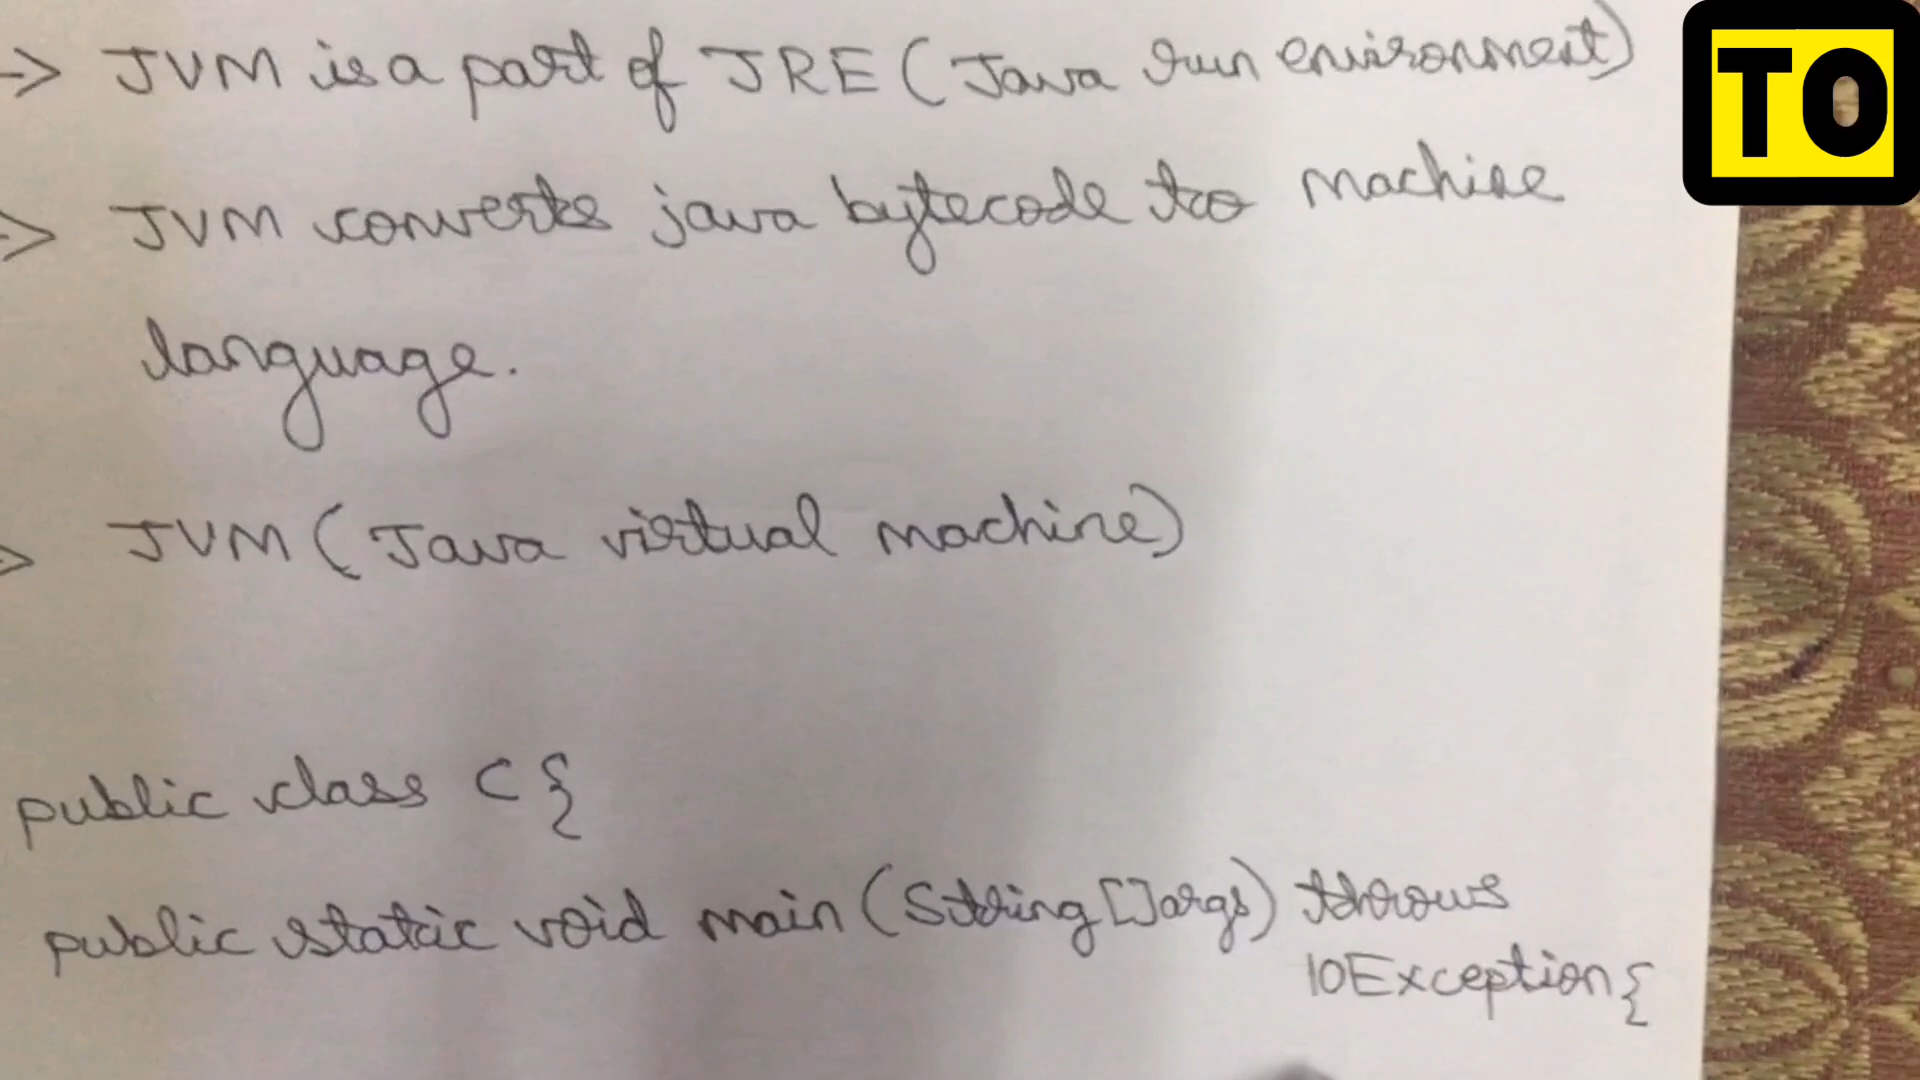 -> JVM is a part of JRE (Java run environment)
TO
-> JVM converts java bytecode to machine
language.
-> JVM (Java virtual machine)
public class C {
public static void main (String []args) throws
IOException {